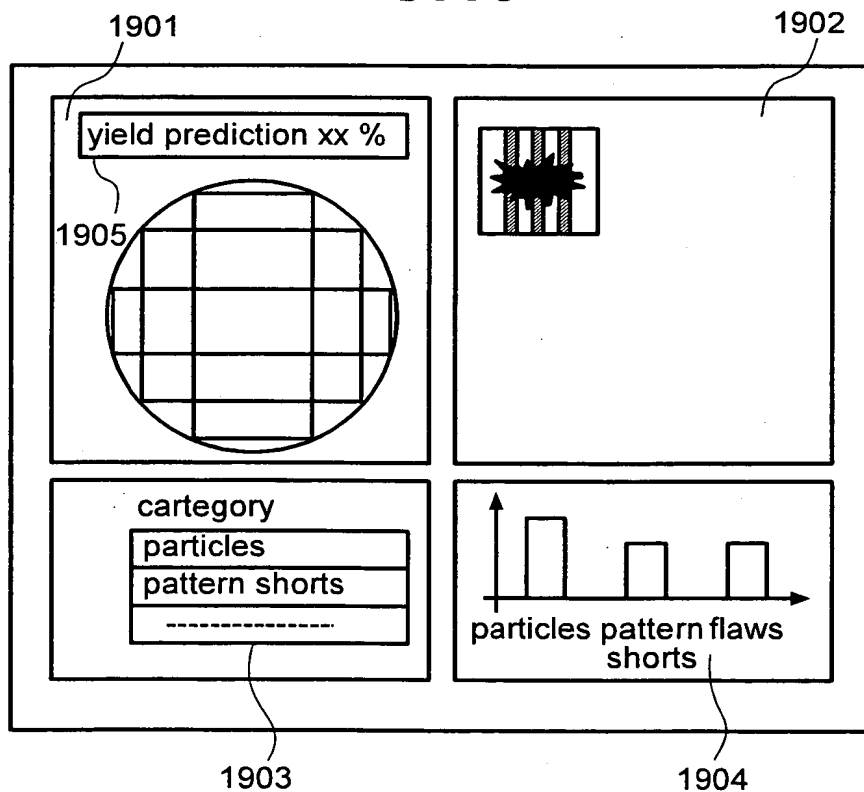 1901
1902
yield prediction xx %
1905
cartegory
particles
pattern shorts
particles pattern flaws
shorts
1903
1904